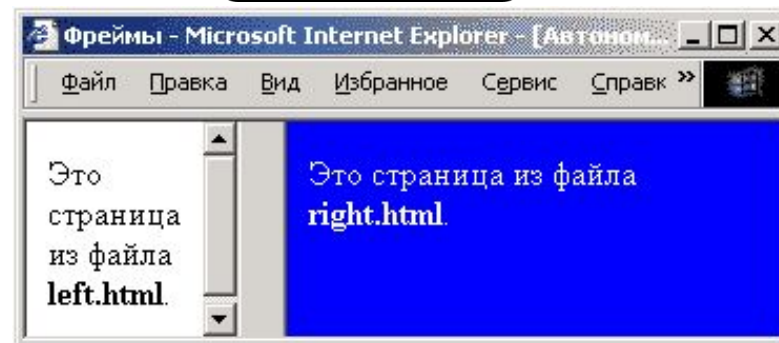 Фреймы - Microsoft Internet Explorer - [Автоном...
Файл Правка Вид Избранное Сервис Справк »
Это
страница
из файла
left.html.
Это страница из файла
right.html.